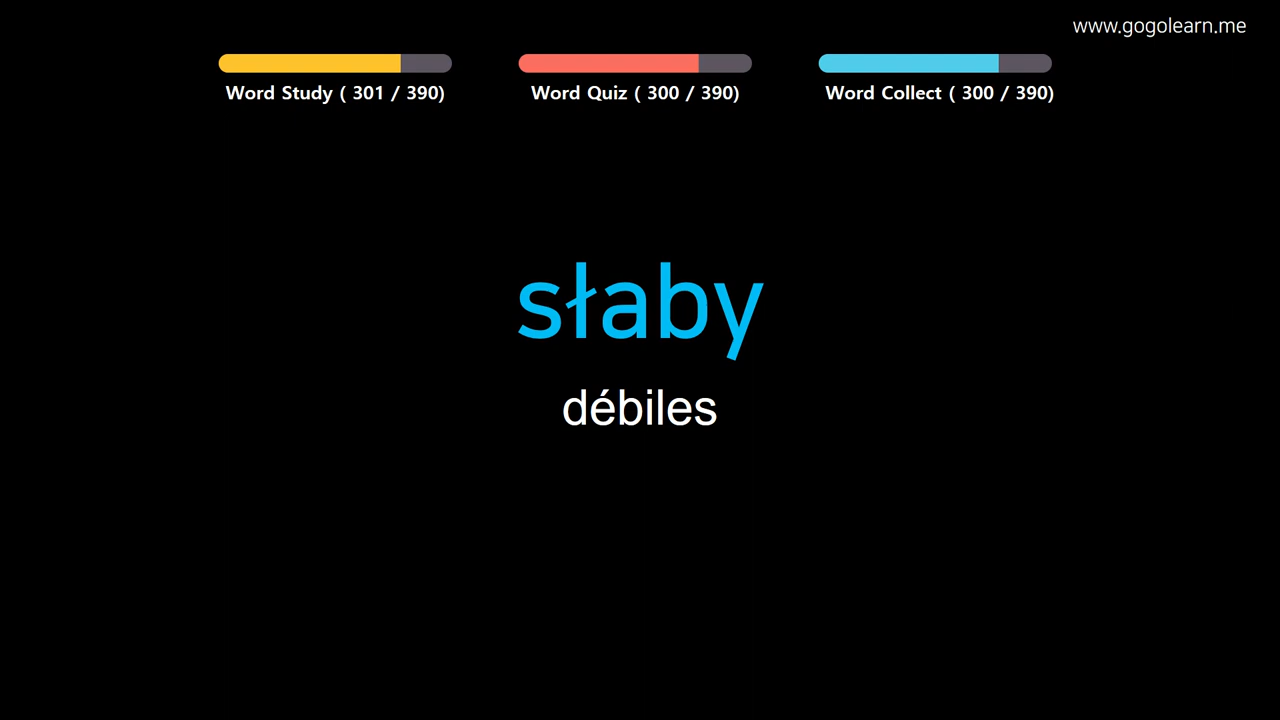 www.gogolearn.me
Word Study ( 301 / 390)
Word Quiz ( 300 / 390)
Word Collect ( 300 / 390)
słaby
débiles